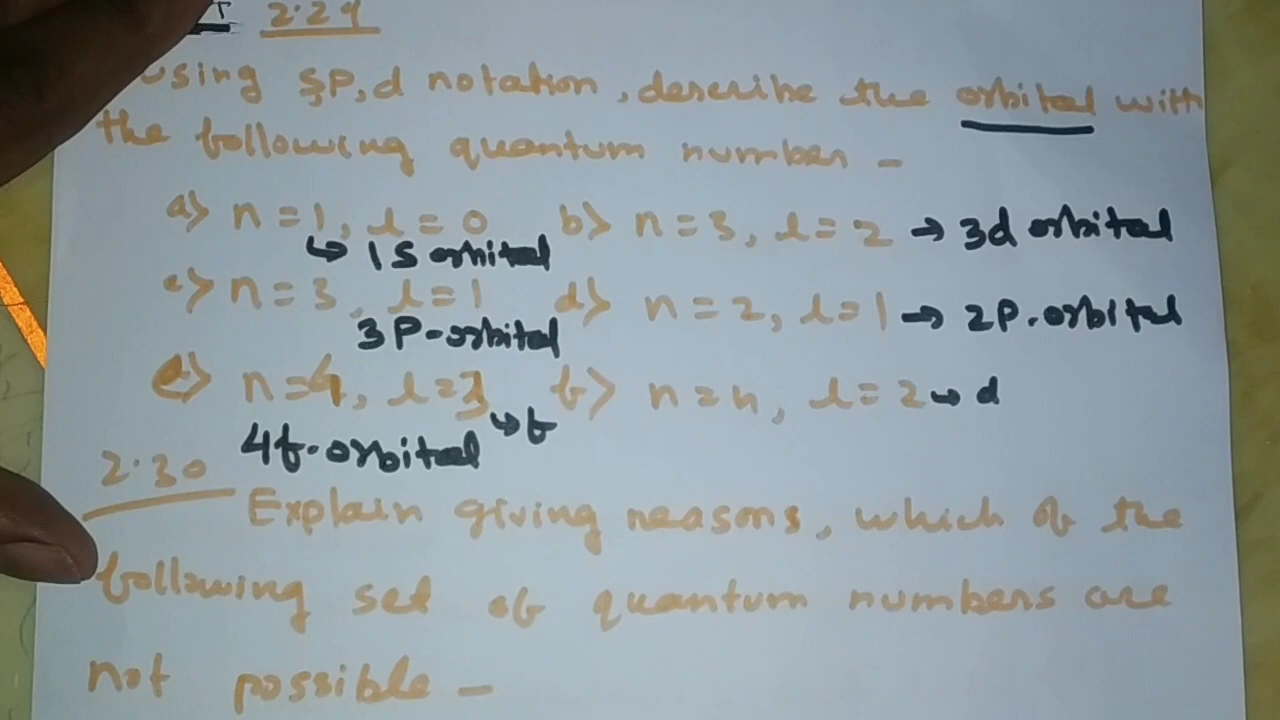 2.29
using s,p,d notation, describe the orbital with
the following quantum number -
a) n=1, l=0 b) n=3, l=2 → 3d orbital
↳ 1s orbital
c) n=3, l=1 d) n=2, l=1 → 2p.orbital
3p-orbital
e) n=4, l=3 f) n=4, l=2 → d
4f-orbital ↳ f
2.30
Explain giving reasons, which of the
following set of quantum numbers are
not possible -